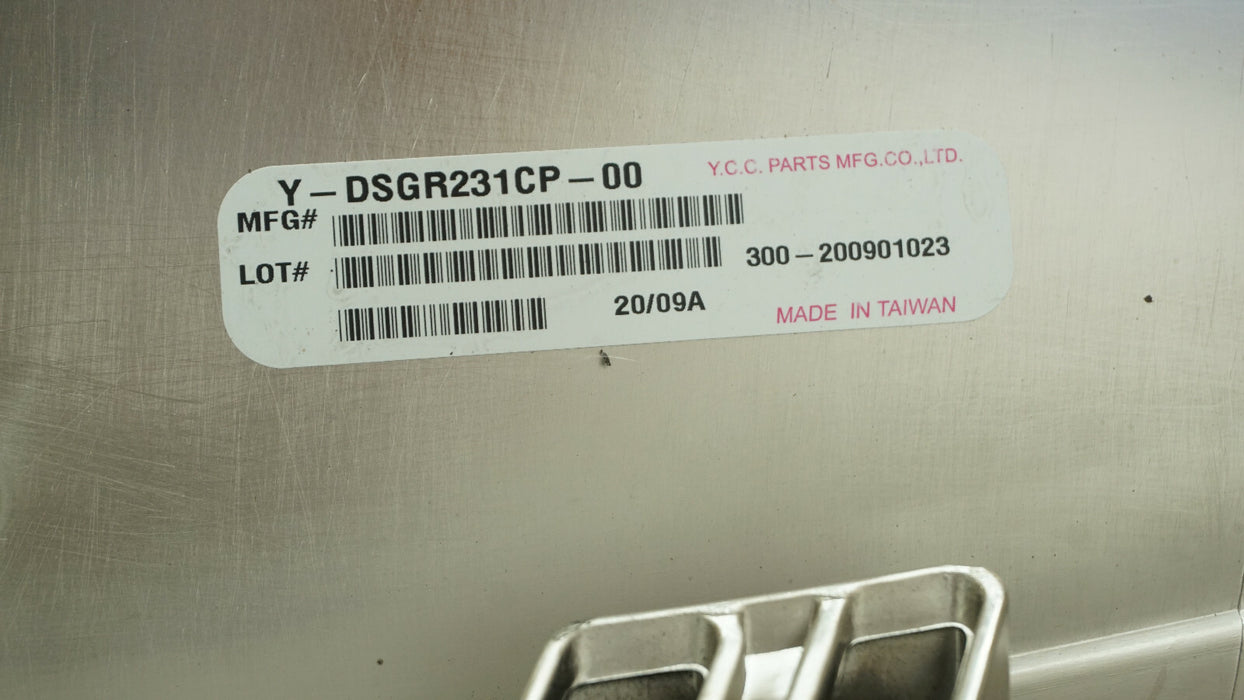 Y-DSGR231CP-00
Y.C.C. PARTS MFG.CO.,LTD.
MFG#
LOT#
300-200901023
20/09A
MADE IN TAIWAN